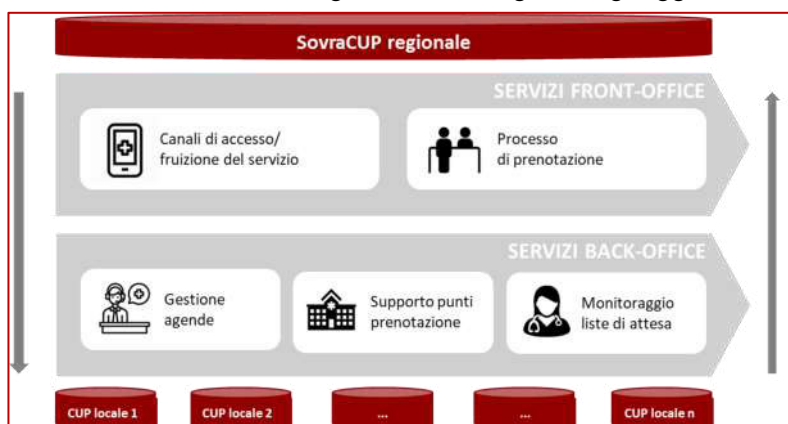 SovraCUP regionale
SERVIZI FRONT-OFFICE
Canali di accesso/
fruizione del servizio
Processo
di prenotazione
SERVIZI BACK-OFFICE
Gestione
agende
Supporto punti
prenotazione
Monitoraggio
liste di attesa
CUP locale 1
CUP locale 2
...
...
CUP locale n